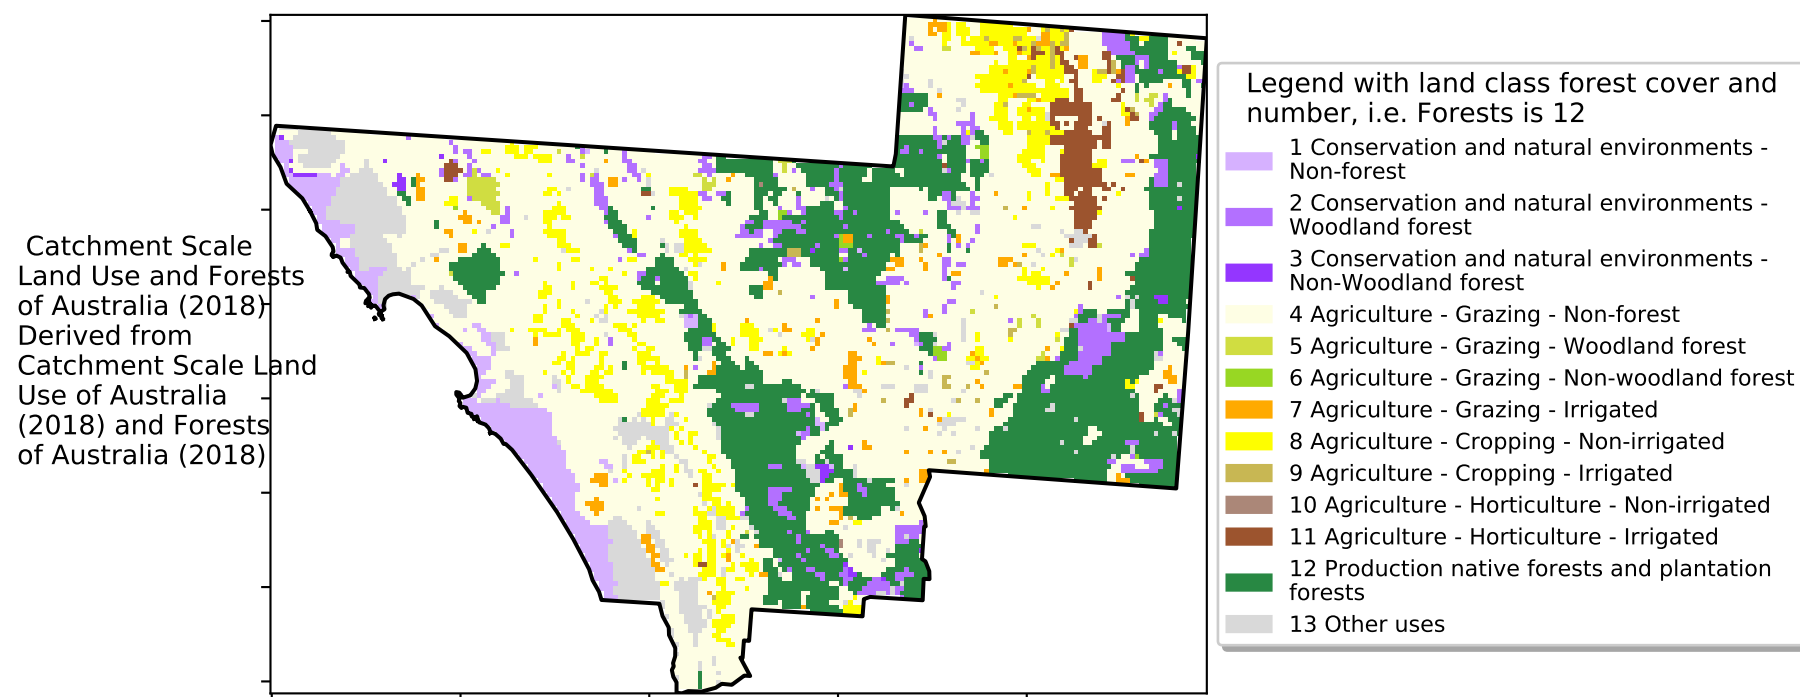 Catchment Scale
Land Use and Forests
of Australia (2018)
Derived from
Catchment Scale Land
Use of Australia
(2018) and Forests
of Australia (2018)
Legend with land class forest cover and
number, i.e. Forests is 12
1 Conservation and natural environments -
Non-forest
2 Conservation and natural environments -
Woodland forest
3 Conservation and natural environments -
Non-Woodland forest
4 Agriculture - Grazing - Non-forest
5 Agriculture - Grazing - Woodland forest
6 Agriculture - Grazing - Non-woodland forest
7 Agriculture - Grazing - Irrigated
8 Agriculture - Cropping - Non-irrigated
9 Agriculture - Cropping - Irrigated
10 Agriculture - Horticulture - Non-irrigated
11 Agriculture - Horticulture - Irrigated
12 Production native forests and plantation
forests
13 Other uses